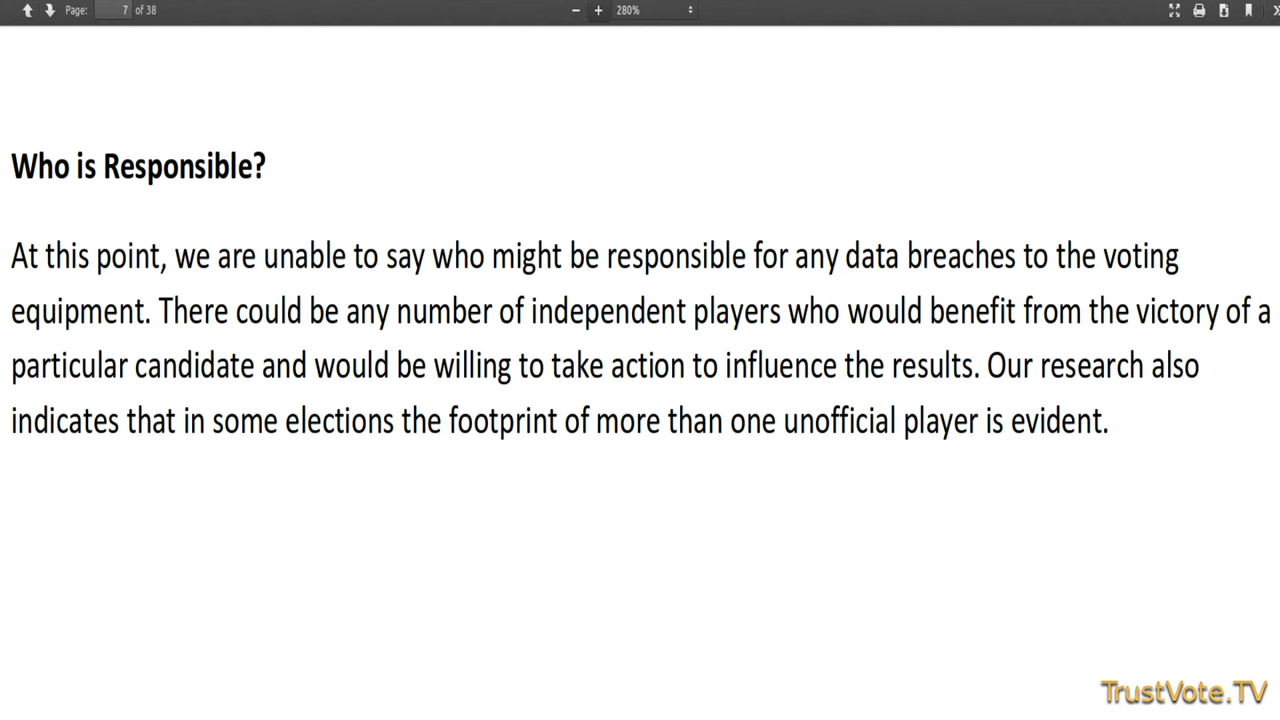 Page: 7 of 38 280%
Who is Responsible?
At this point, we are unable to say who might be responsible for any data breaches to the voting
equipment. There could be any number of independent players who would benefit from the victory of a
particular candidate and would be willing to take action to influence the results. Our research also
indicates that in some elections the footprint of more than one unofficial player is evident.
TrustVote.TV